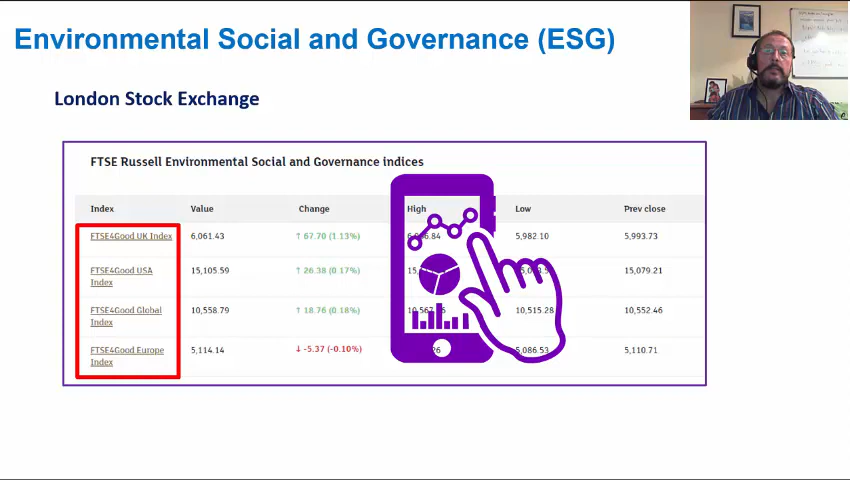 Environmental Social and Governance (ESG)
London Stock Exchange
FTSE Russell Environmental Social and Governance indices
Index Value Change High Low Prev close
FTSE4Good UK Index 6,061.43 ↑ 67.70 (1.13%) 5,982.10 5,993.73
FTSE4Good USA
Index
15,105.59 ↑ 26.38 (0.17%) 15,079.21
FTSE4Good Global
Index
10,558.79 ↑ 18.76 (0.18%) 10,515.28 10,552.46
FTSE4Good Europe
Index
5,114.14 ↓ -5.37 (-0.10%) 5,086.53 5,110.71